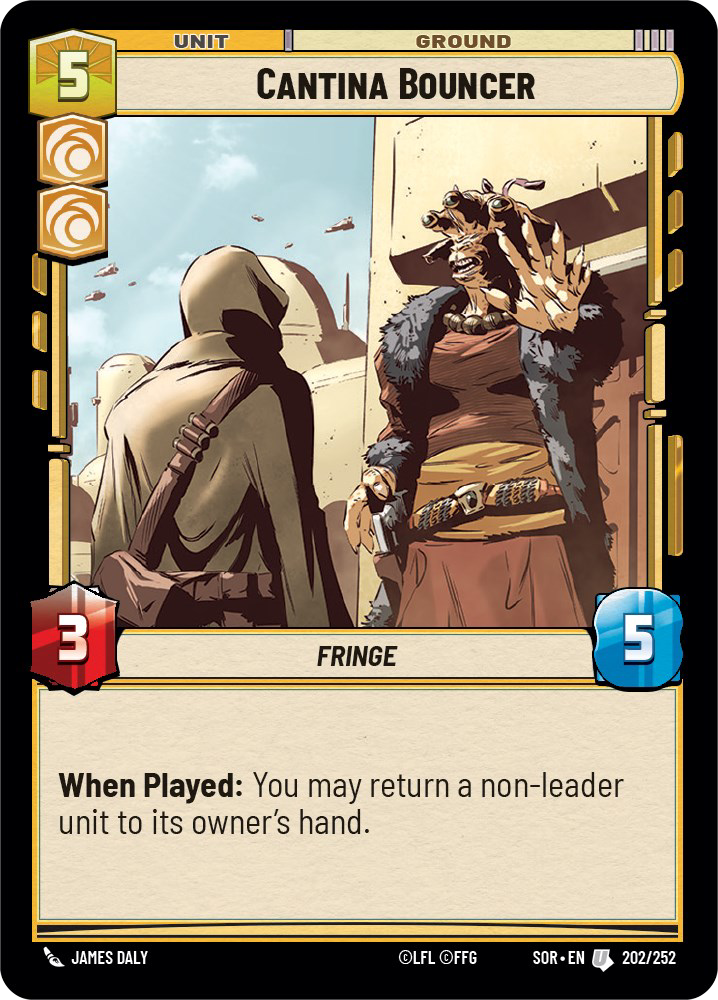 UNIT
GROUND
5
CANTINA BOUNCER
3
FRINGE
5
When Played: You may return a non-leader
unit to its owner's hand.
JAMES DALY
©LFL ©FFG
SOR • EN
U
202/252